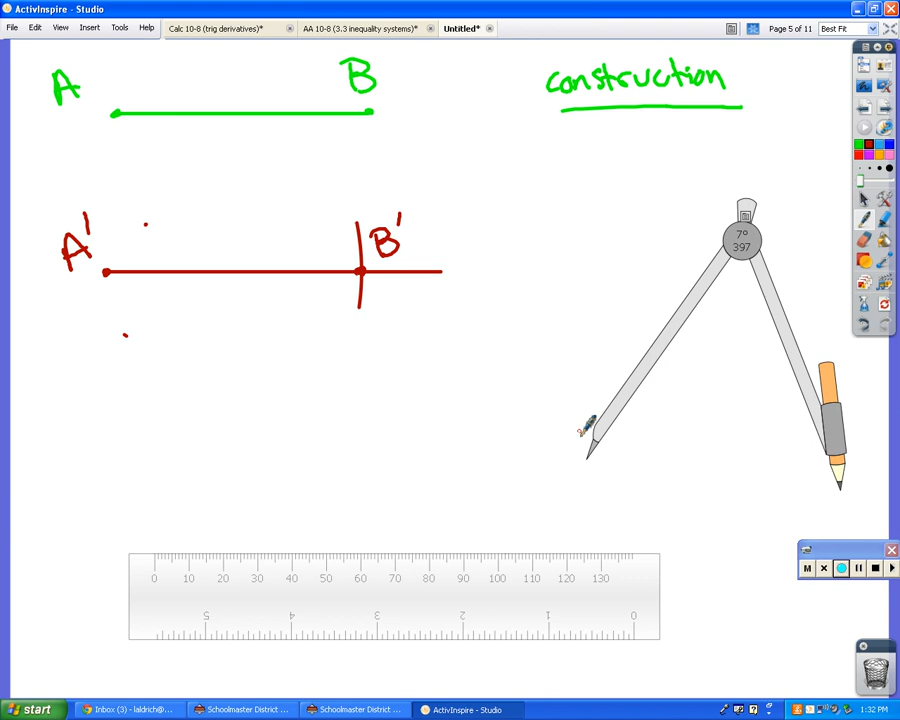 ActivInspire - Studio
File Edit View Insert Tools Help
Calc 10-8 (trig derivatives)* AA 10-8 (3.3 inequality systems)* Untitled* Page 5 of 11 Best Fit
A B construction
A' B'
7°
397
0 10 20 30 40 50 60 70 80 90 100 110 120 130
5 4 3 2 1 0
M
start Inbox (3) | laldrich@... Schoolmaster District ... Schoolmaster District ... ActivInspire - Studio 1:32 PM